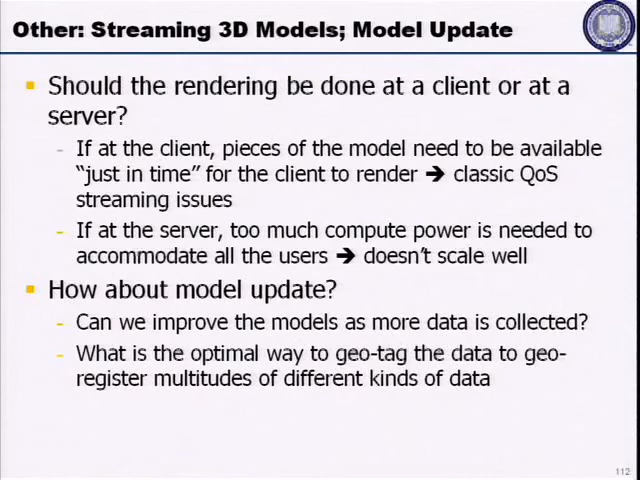 Other: Streaming 3D Models; Model Update
Should the rendering be done at a client or at a
server?
- If at the client, pieces of the model need to be available
"just in time" for the client to render → classic QoS
streaming issues
- If at the server, too much compute power is needed to
accommodate all the users → doesn't scale well
How about model update?
- Can we improve the models as more data is collected?
- What is the optimal way to geo-tag the data to geo-
register multitudes of different kinds of data
112